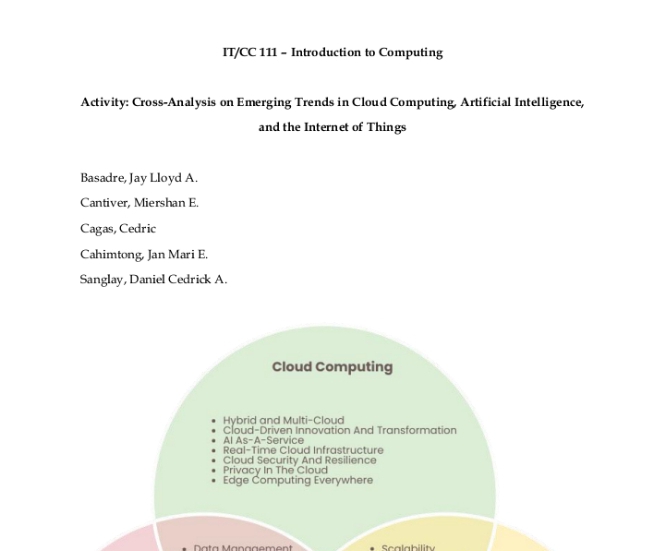 IT/CC 111 – Introduction to Computing
Activity: Cross-Analysis on Emerging Trends in Cloud Computing, Artificial Intelligence,
and the Internet of Things
Basadre, Jay Lloyd A.
Cantiver, Miershan E.
Cagas, Cedric
Cahimtong, Jan Mari E.
Sanglay, Daniel Cedrick A.
Cloud Computing
• Hybrid and Multi-Cloud
• Cloud-Driven Innovation And Transformation
• AI As-A-Service
• Real-Time Cloud Infrastructure
• Cloud Security And Resilience
• Privacy In The Cloud
• Edge Computing Everywhere
• Data Management
• Scalability